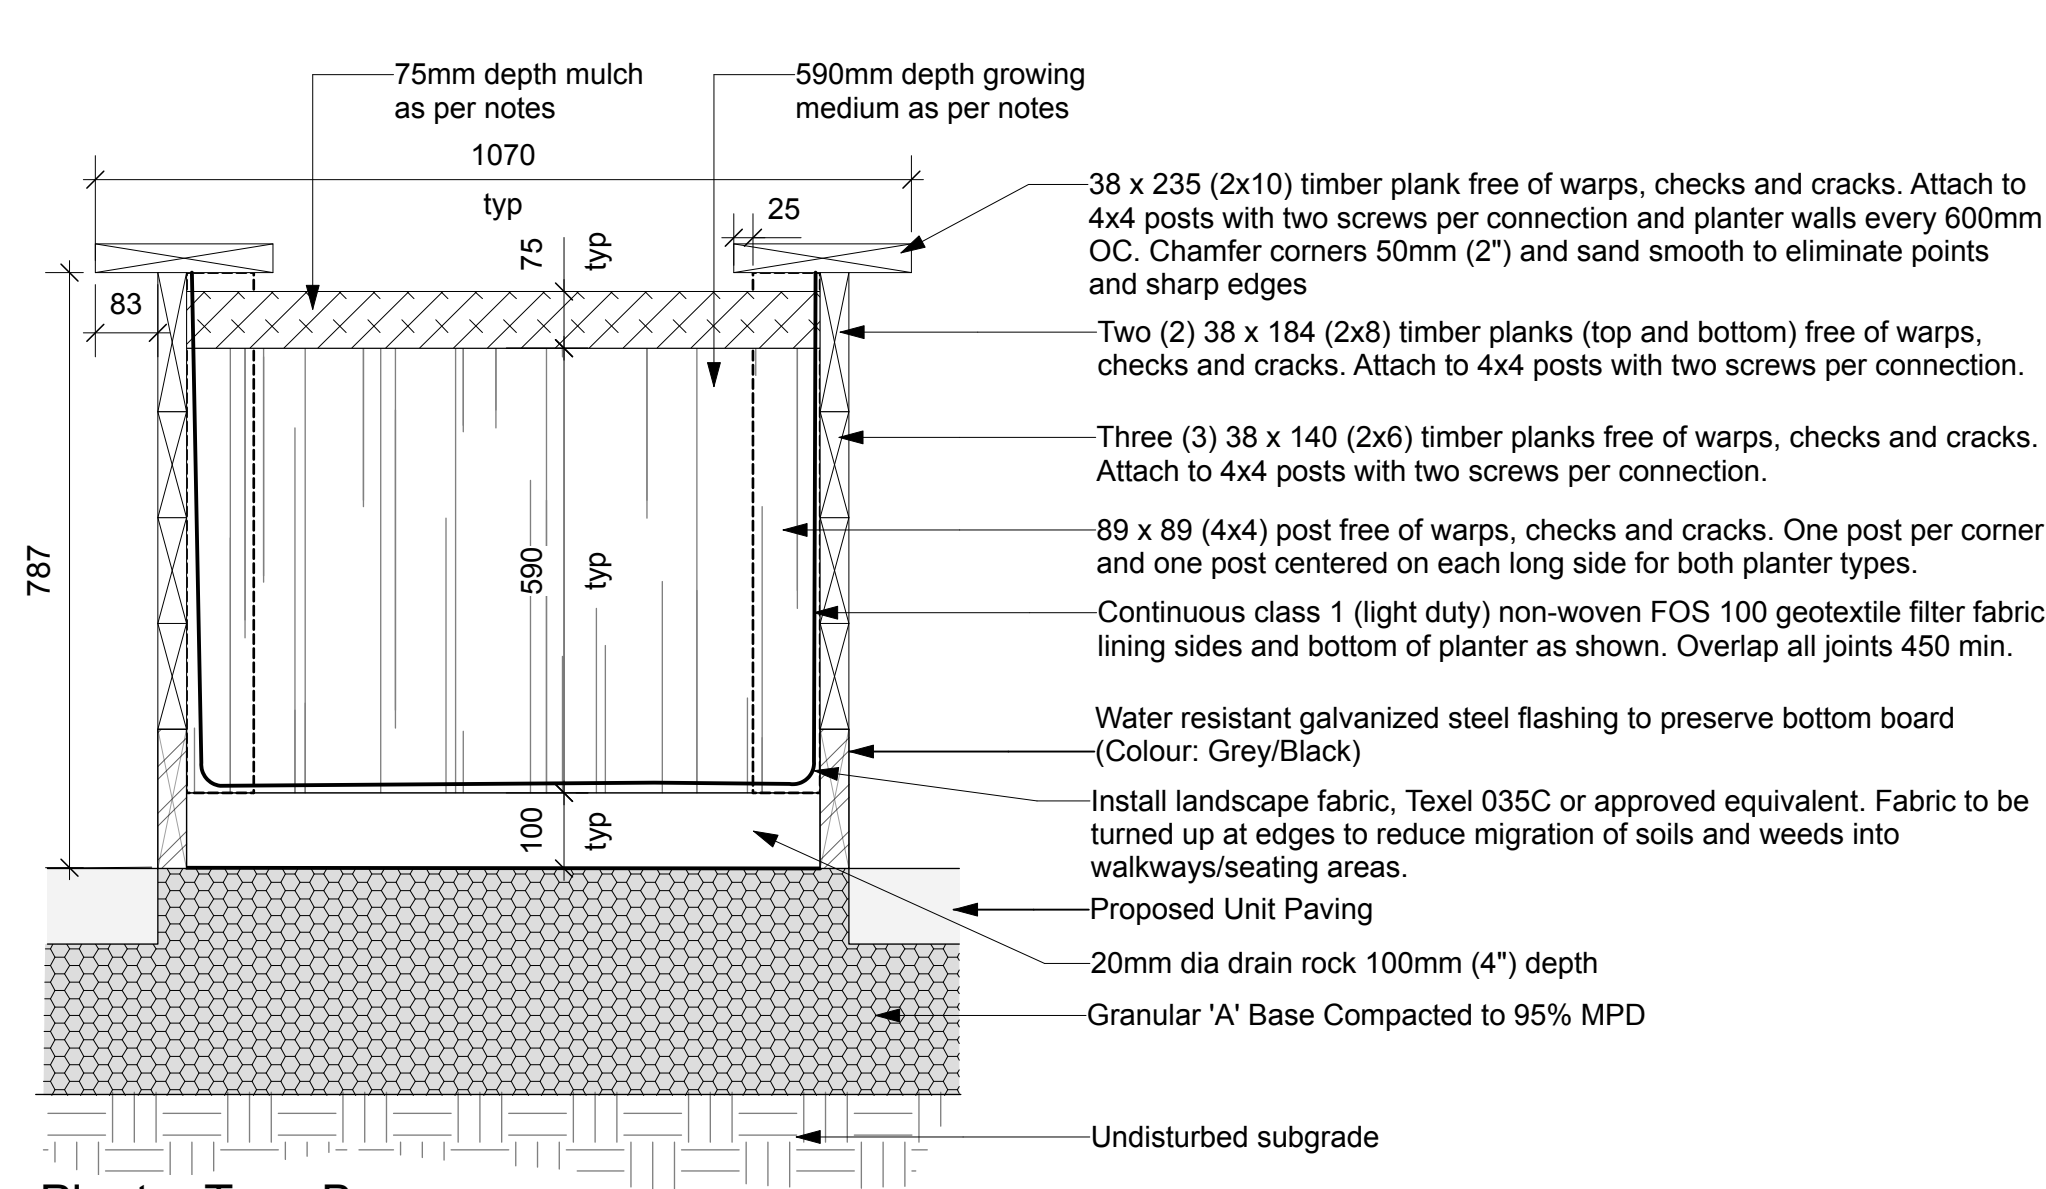 75mm depth mulch
as per notes
590mm depth growing
medium as per notes
1070
typ
25
75
typ
83
787
590
typ
100
typ
38 x 235 (2x10) timber plank free of warps, checks and cracks. Attach to
4x4 posts with two screws per connection and planter walls every 600mm
OC. Chamfer corners 50mm (2") and sand smooth to eliminate points
and sharp edges
Two (2) 38 x 184 (2x8) timber planks (top and bottom) free of warps,
checks and cracks. Attach to 4x4 posts with two screws per connection.
Three (3) 38 x 140 (2x6) timber planks free of warps, checks and cracks.
Attach to 4x4 posts with two screws per connection.
89 x 89 (4x4) post free of warps, checks and cracks. One post per corner
and one post centered on each long side for both planter types.
Continuous class 1 (light duty) non-woven FOS 100 geotextile filter fabric
lining sides and bottom of planter as shown. Overlap all joints 450 min.
Water resistant galvanized steel flashing to preserve bottom board
(Colour: Grey/Black)
Install landscape fabric, Texel 035C or approved equivalent. Fabric to be
turned up at edges to reduce migration of soils and weeds into
walkways/seating areas.
Proposed Unit Paving
20mm dia drain rock 100mm (4") depth
Granular 'A' Base Compacted to 95% MPD
Undisturbed subgrade